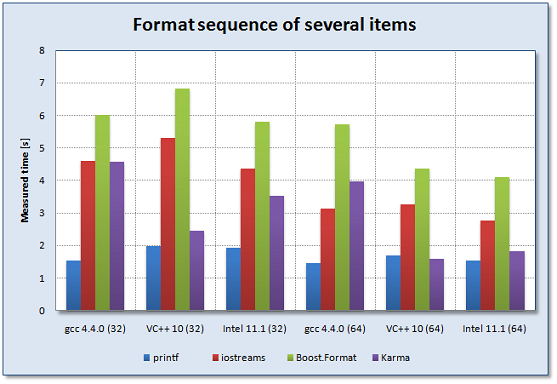 Format sequence of several items
Measured time [s]
8
7
6
5
4
3
2
1
0
gcc 4.4.0 (32) VC++ 10 (32) Intel 11.1 (32) gcc 4.4.0 (64) VC++ 10 (64) Intel 11.1 (64)
printf iostreams Boost.Format Karma